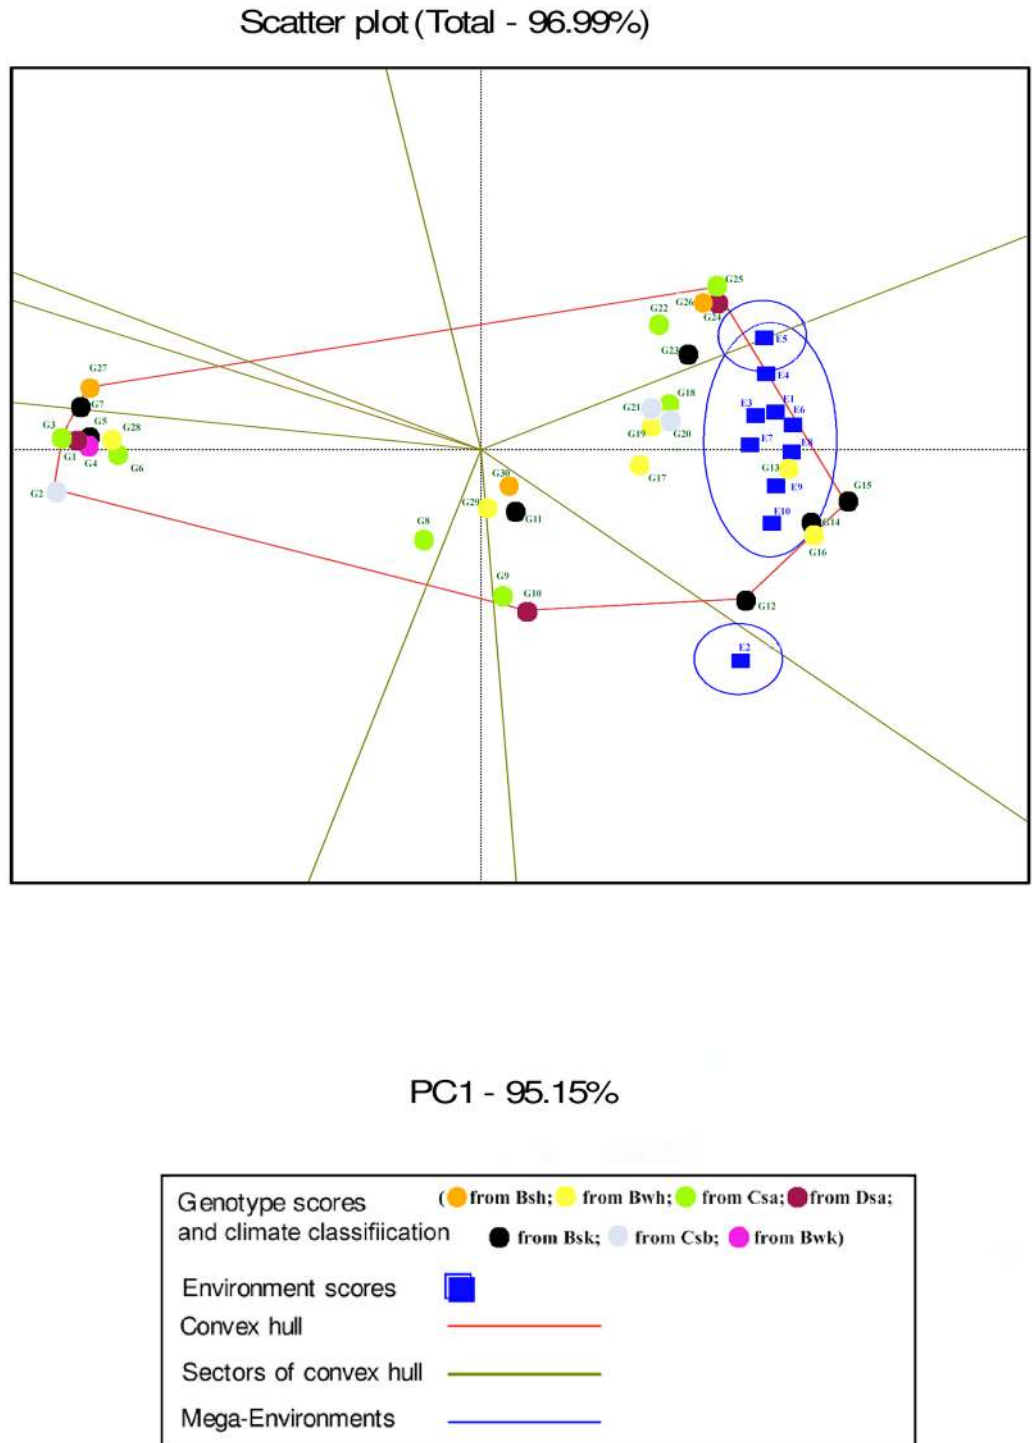 Scatter plot (Total - 96.99%)
G25
G26
G24
G22
E5
G23
E4
G27
G7
G21
G18
E3
E1
E6
G3
G5
G28
G19
G20
G1
G4
G6
E7
E8
G17
G13
G2
G30
E9
G15
G29
G11
E10
G14
G8
G16
G9
G10
G12
E2
PC1 - 95.15%
Genotype scores
and climate classifiication
( from Bsh; from Bwh; from Csa; from Dsa;
from Bsk; from Csb; from Bwk)
Environment scores
Convex hull
Sectors of convex hull
Mega-Environments